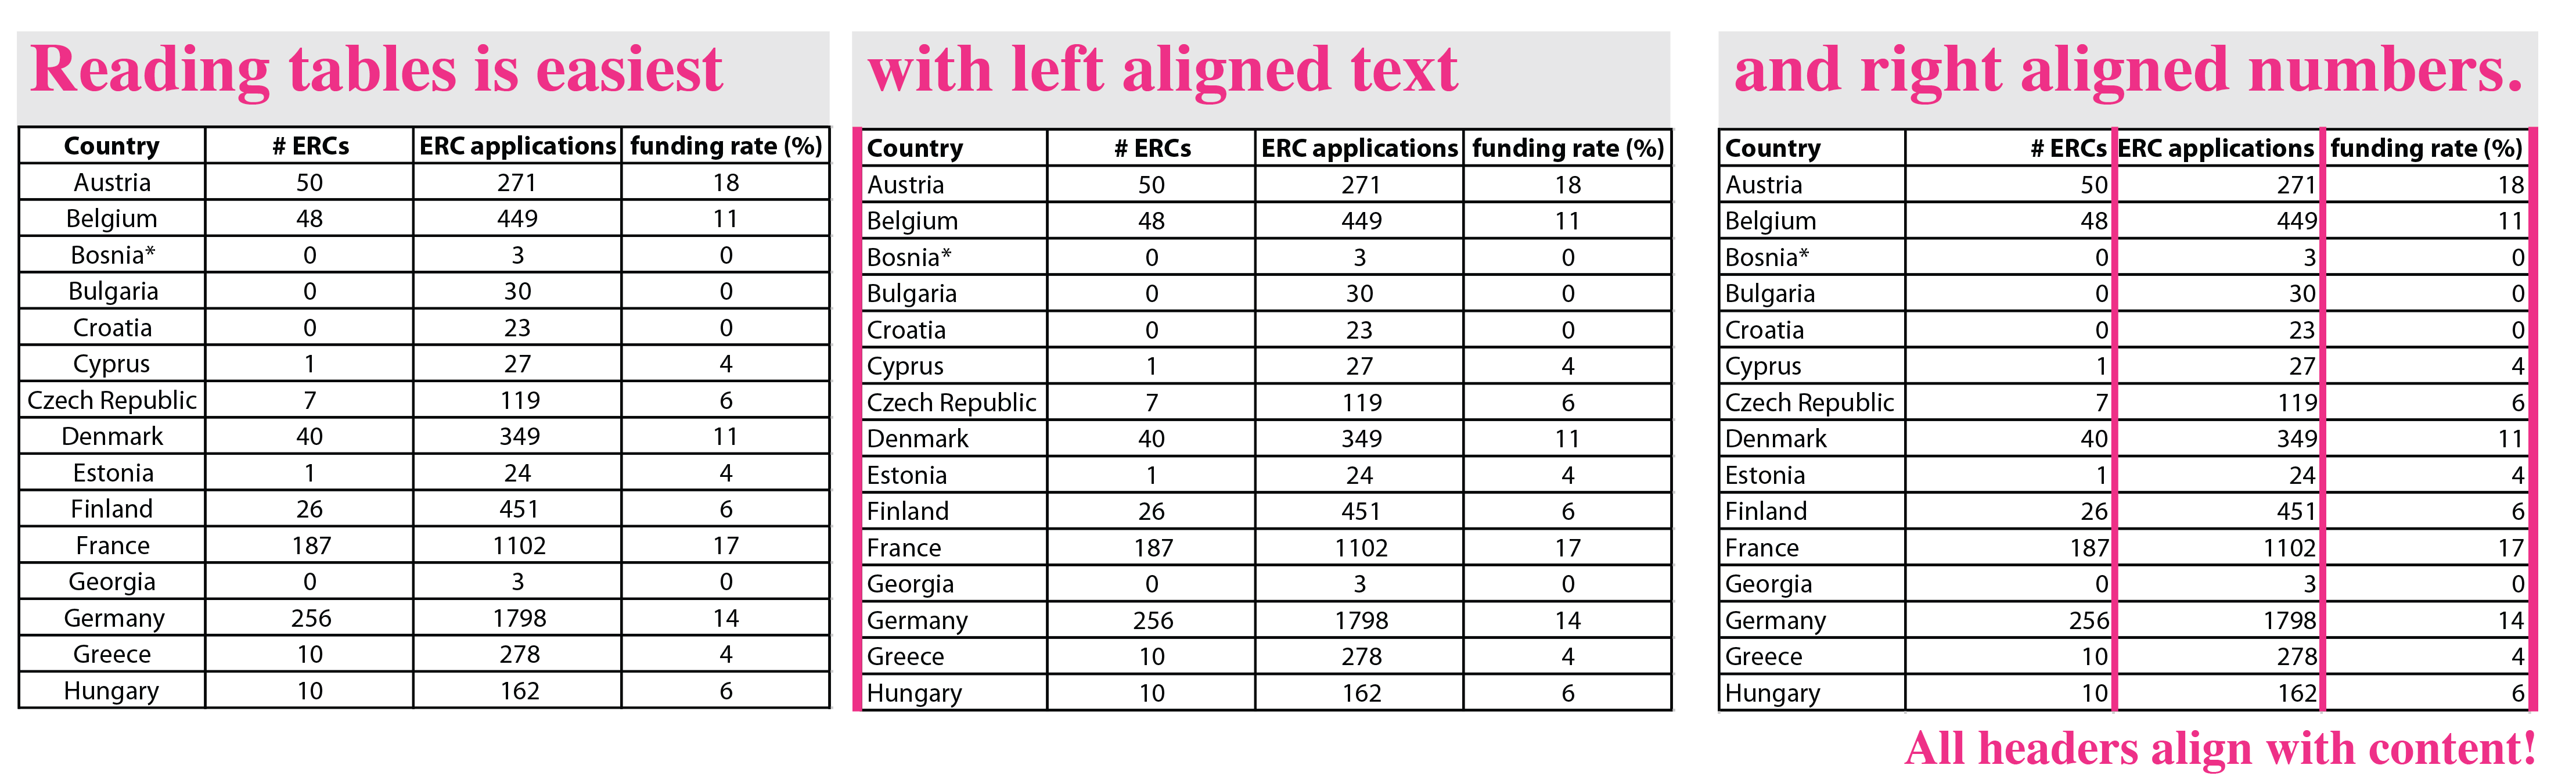 Reading tables is easiest
Country # ERCs ERC applications funding rate (%)
Austria 50 271 18
Belgium 48 449 11
Bosnia* 0 3 0
Bulgaria 0 30 0
Croatia 0 23 0
Cyprus 1 27 4
Czech Republic 7 119 6
Denmark 40 349 11
Estonia 1 24 4
Finland 26 451 6
France 187 1102 17
Georgia 0 3 0
Germany 256 1798 14
Greece 10 278 4
Hungary 10 162 6
with left aligned text
Country # ERCs ERC applications funding rate (%)
Austria 50 271 18
Belgium 48 449 11
Bosnia* 0 3 0
Bulgaria 0 30 0
Croatia 0 23 0
Cyprus 1 27 4
Czech Republic 7 119 6
Denmark 40 349 11
Estonia 1 24 4
Finland 26 451 6
France 187 1102 17
Georgia 0 3 0
Germany 256 1798 14
Greece 10 278 4
Hungary 10 162 6
and right aligned numbers.
Country # ERCs ERC applications funding rate (%)
Austria 50 271 18
Belgium 48 449 11
Bosnia* 0 3 0
Bulgaria 0 30 0
Croatia 0 23 0
Cyprus 1 27 4
Czech Republic 7 119 6
Denmark 40 349 11
Estonia 1 24 4
Finland 26 451 6
France 187 1102 17
Georgia 0 3 0
Germany 256 1798 14
Greece 10 278 4
Hungary 10 162 6
All headers align with content!